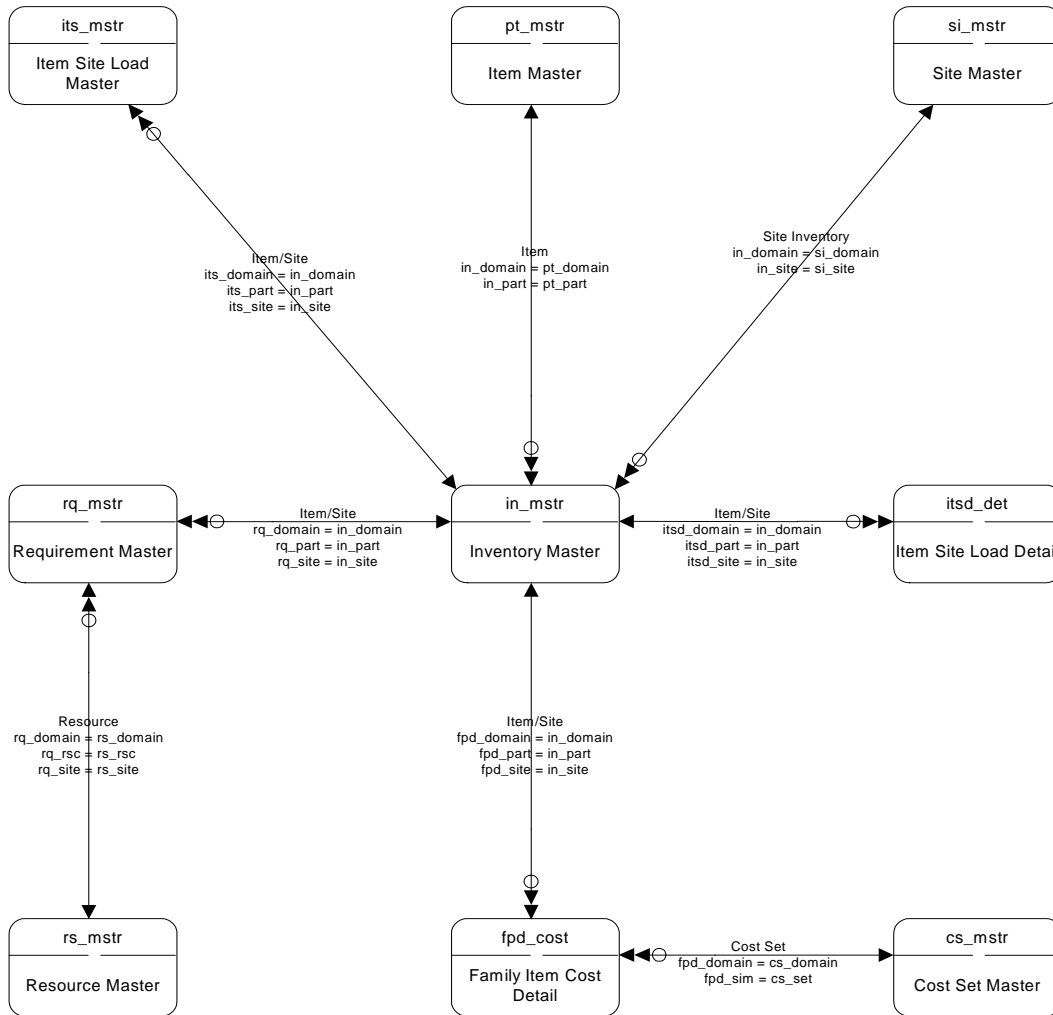 its_mstr
Item Site Load
Master
pt_mstr
Item Master
si_mstr
Site Master
Item/Site
its_domain = in_domain
its_part = in_part
its_site = in_site
Item
in_domain = pt_domain
in_part = pt_part
Site Inventory
in_domain = si_domain
in_site = si_site
rq_mstr
Requirement Master
Item/Site
rq_domain = in_domain
rq_part = in_part
rq_site = in_site
in_mstr
Inventory Master
Item/Site
itsd_domain = in_domain
itsd_part = in_part
itsd_site = in_site
itsd_det
Item Site Load Detail
Resource
rq_domain = rs_domain
rq_rsc = rs_rsc
rq_site = rs_site
Item/Site
fpd_domain = in_domain
fpd_part = in_part
fpd_site = in_site
rs_mstr
Resource Master
fpd_cost
Family Item Cost
Detail
Cost Set
fpd_domain = cs_domain
fpd_sim = cs_set
cs_mstr
Cost Set Master